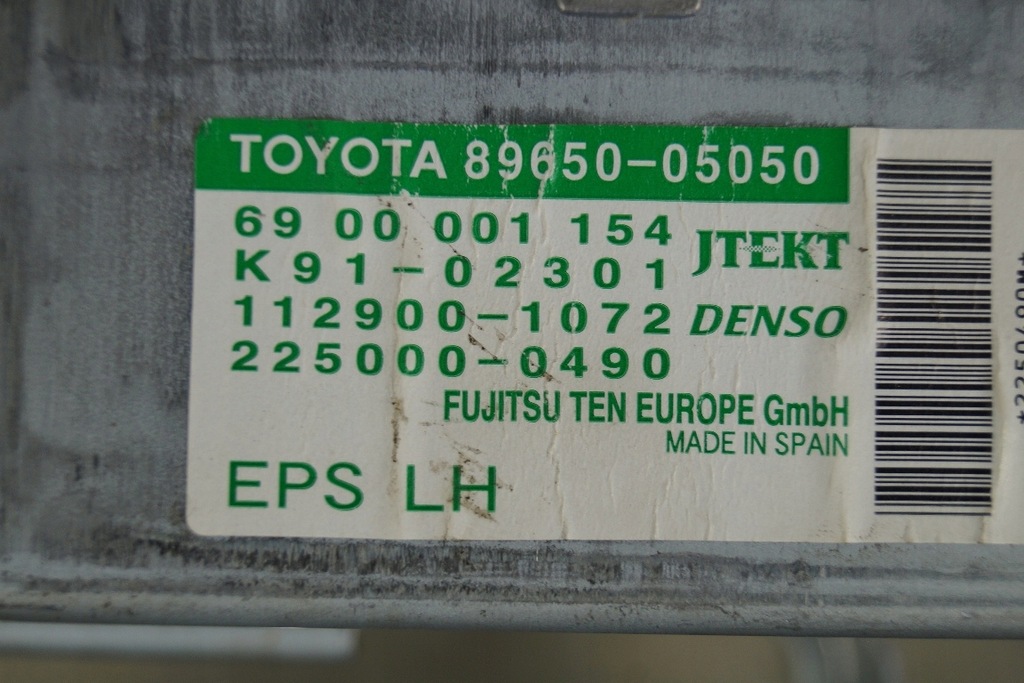 TOYOTA 89650-05050
69 00 001 154
K91-02301 JTEKT
112900-1072 DENSO
225000-0490
FUJITSU TEN EUROPE GmbH
MADE IN SPAIN
EPS LH